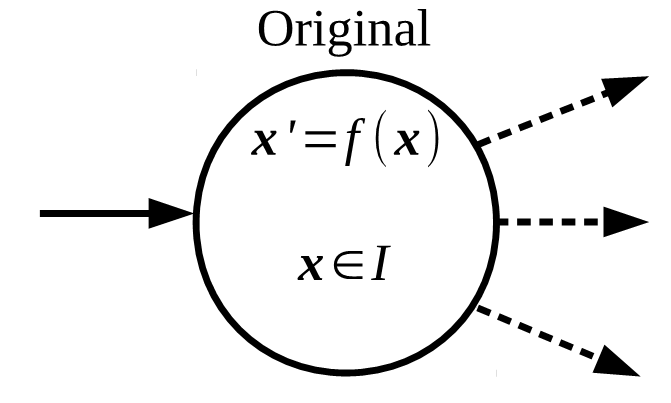 Original
x'=f(x)
x∈I